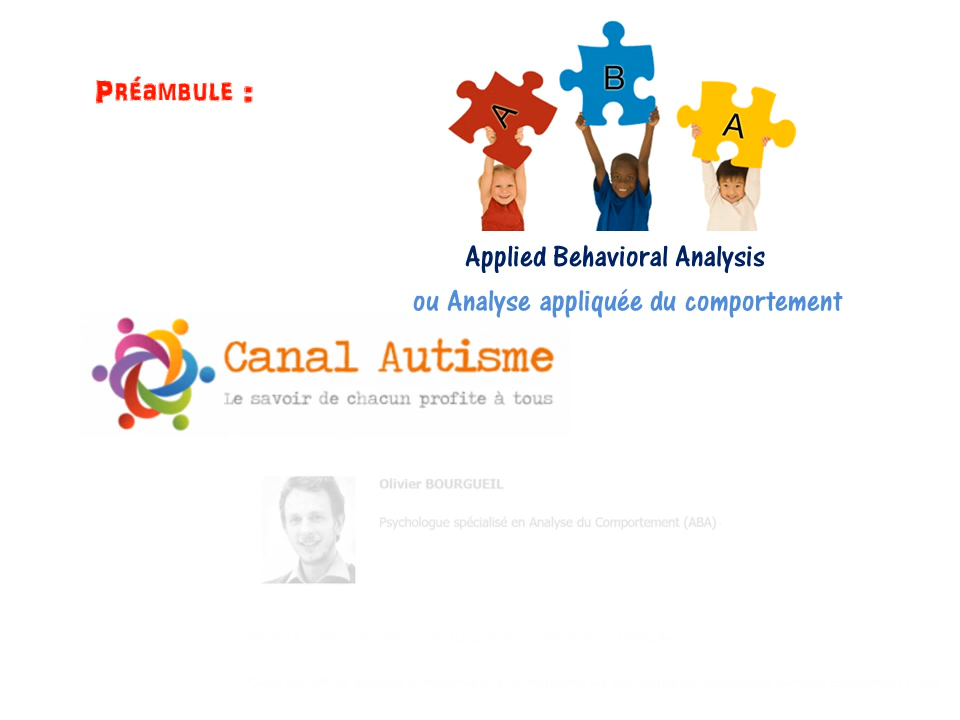 Préambule :
A
B
A
Applied Behavioral Analysis
ou Analyse appliquée du comportement
Canal Autisme
Le savoir de chacun profite à tous
Olivier BOURGUEIL
Psychologue spécialisé en Analyse du Comportement (ABA)